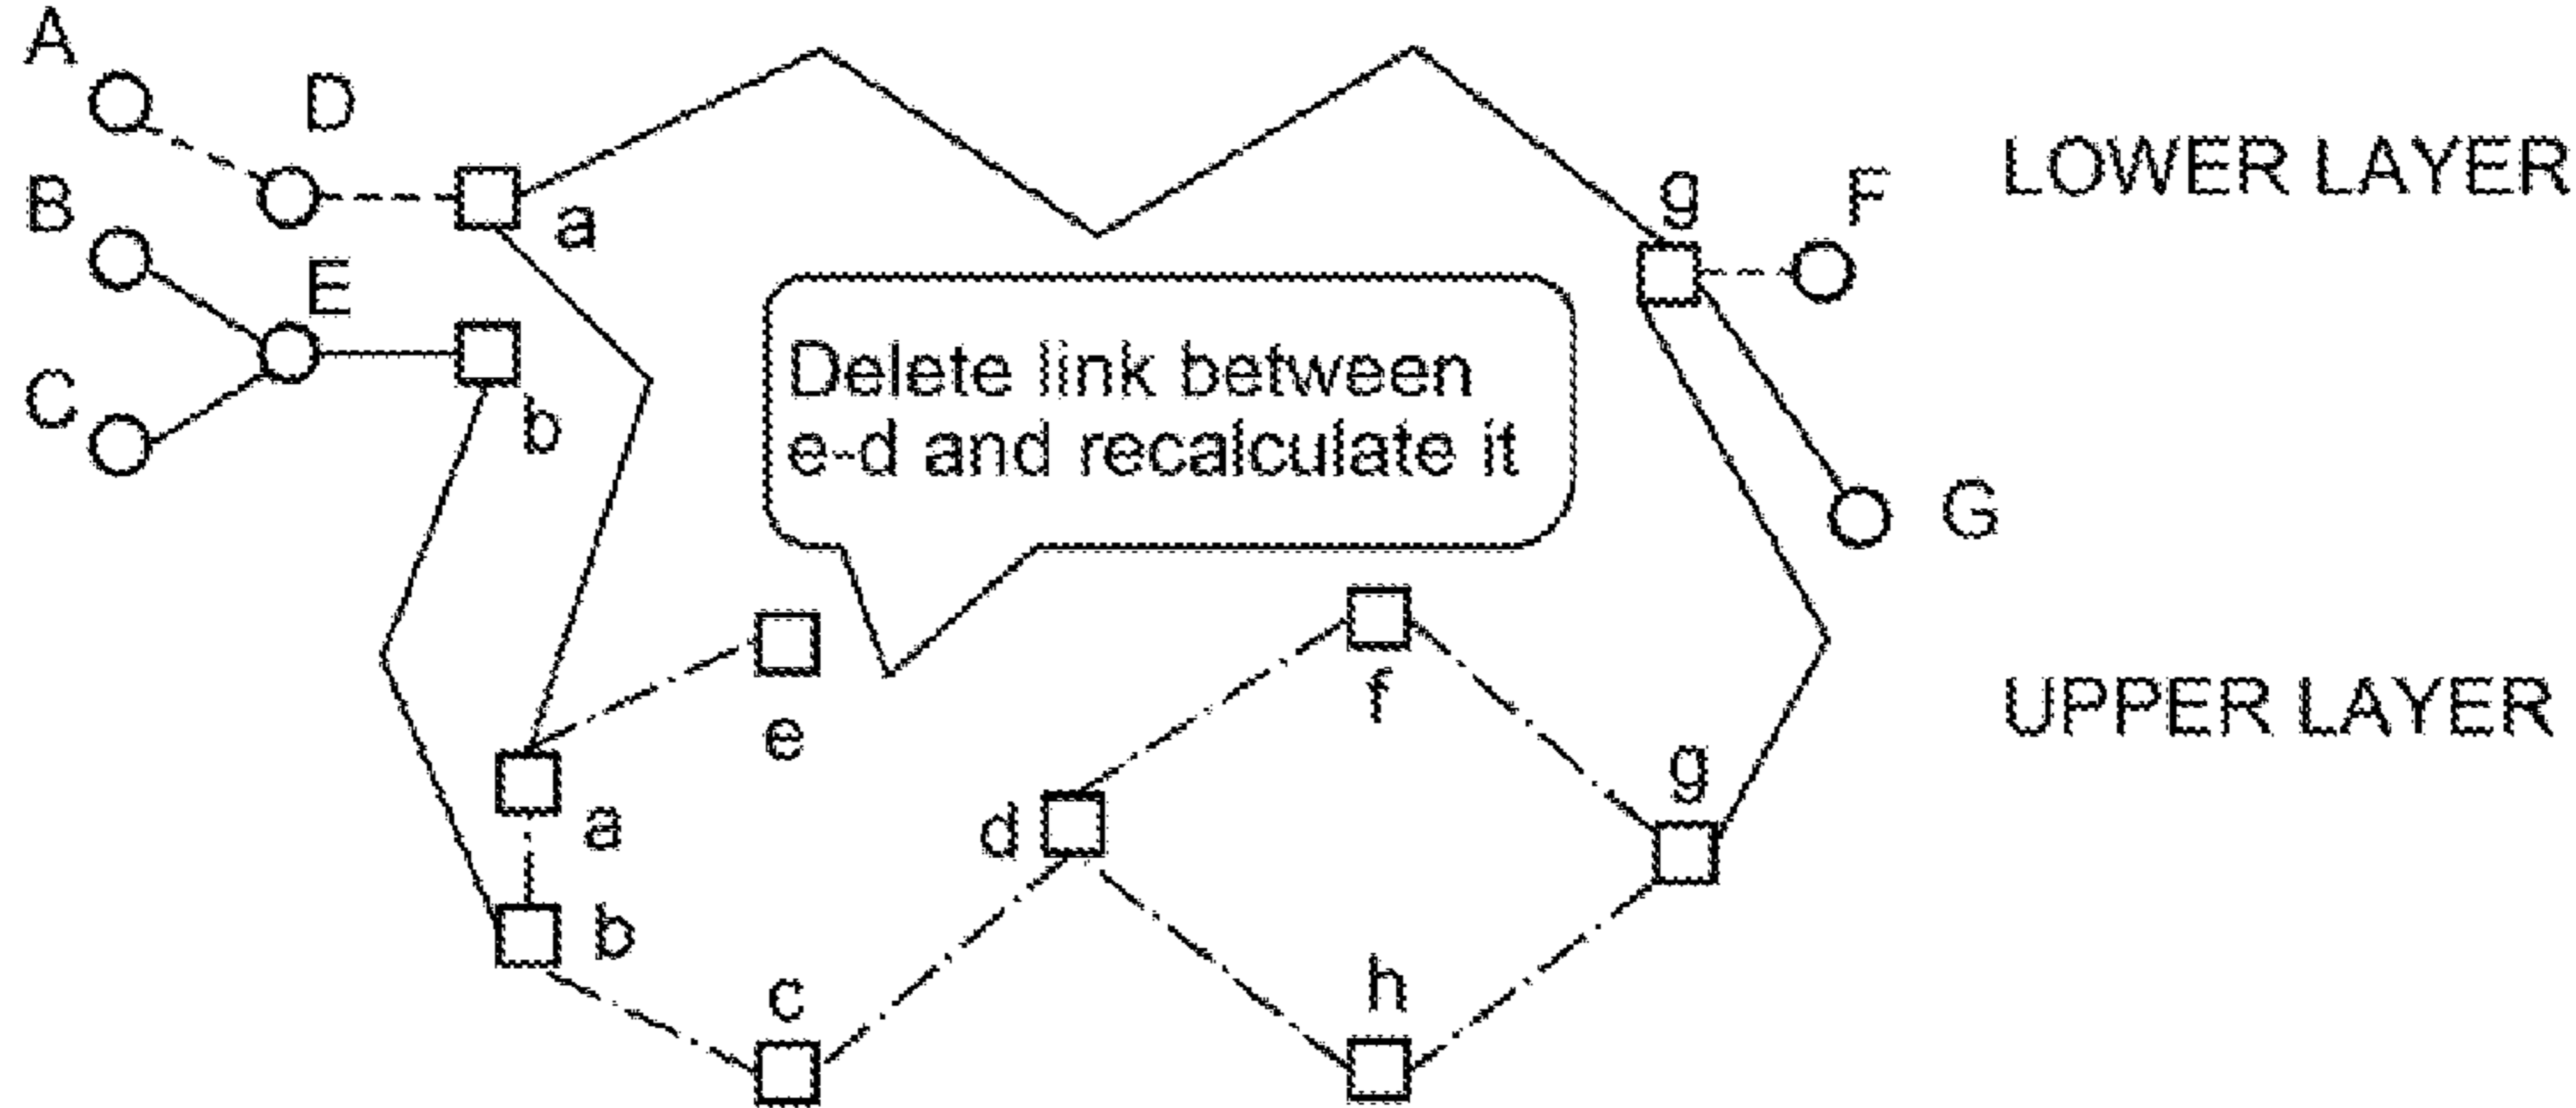 A
D
LOWER LAYER
g
F
B
a
E
Delete link between
e-d and recalculate it
C
b
G
f
UPPER LAYER
e
g
a
d
b
c
h